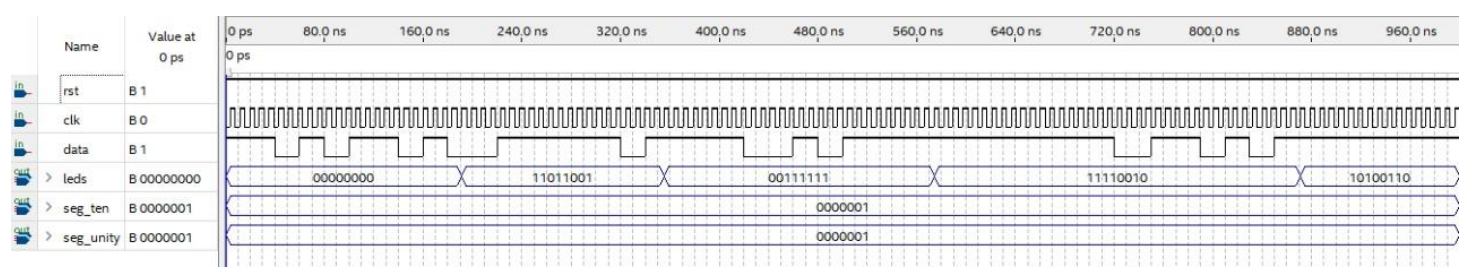 Name Value at 0 ps
0 ps 80.0 ns 160.0 ns 240.0 ns 320.0 ns 400.0 ns 480.0 ns 560.0 ns 640.0 ns 720.0 ns 800.0 ns 880.0 ns 960.0 ns
0 ps
in rst B 1
in clk B 0
in data B 1
out > leds B 00000000 00000000 11011001 00111111 11110010 10100110
out > seg_ten B 0000001 0000001
out > seg_unity B 0000001 0000001